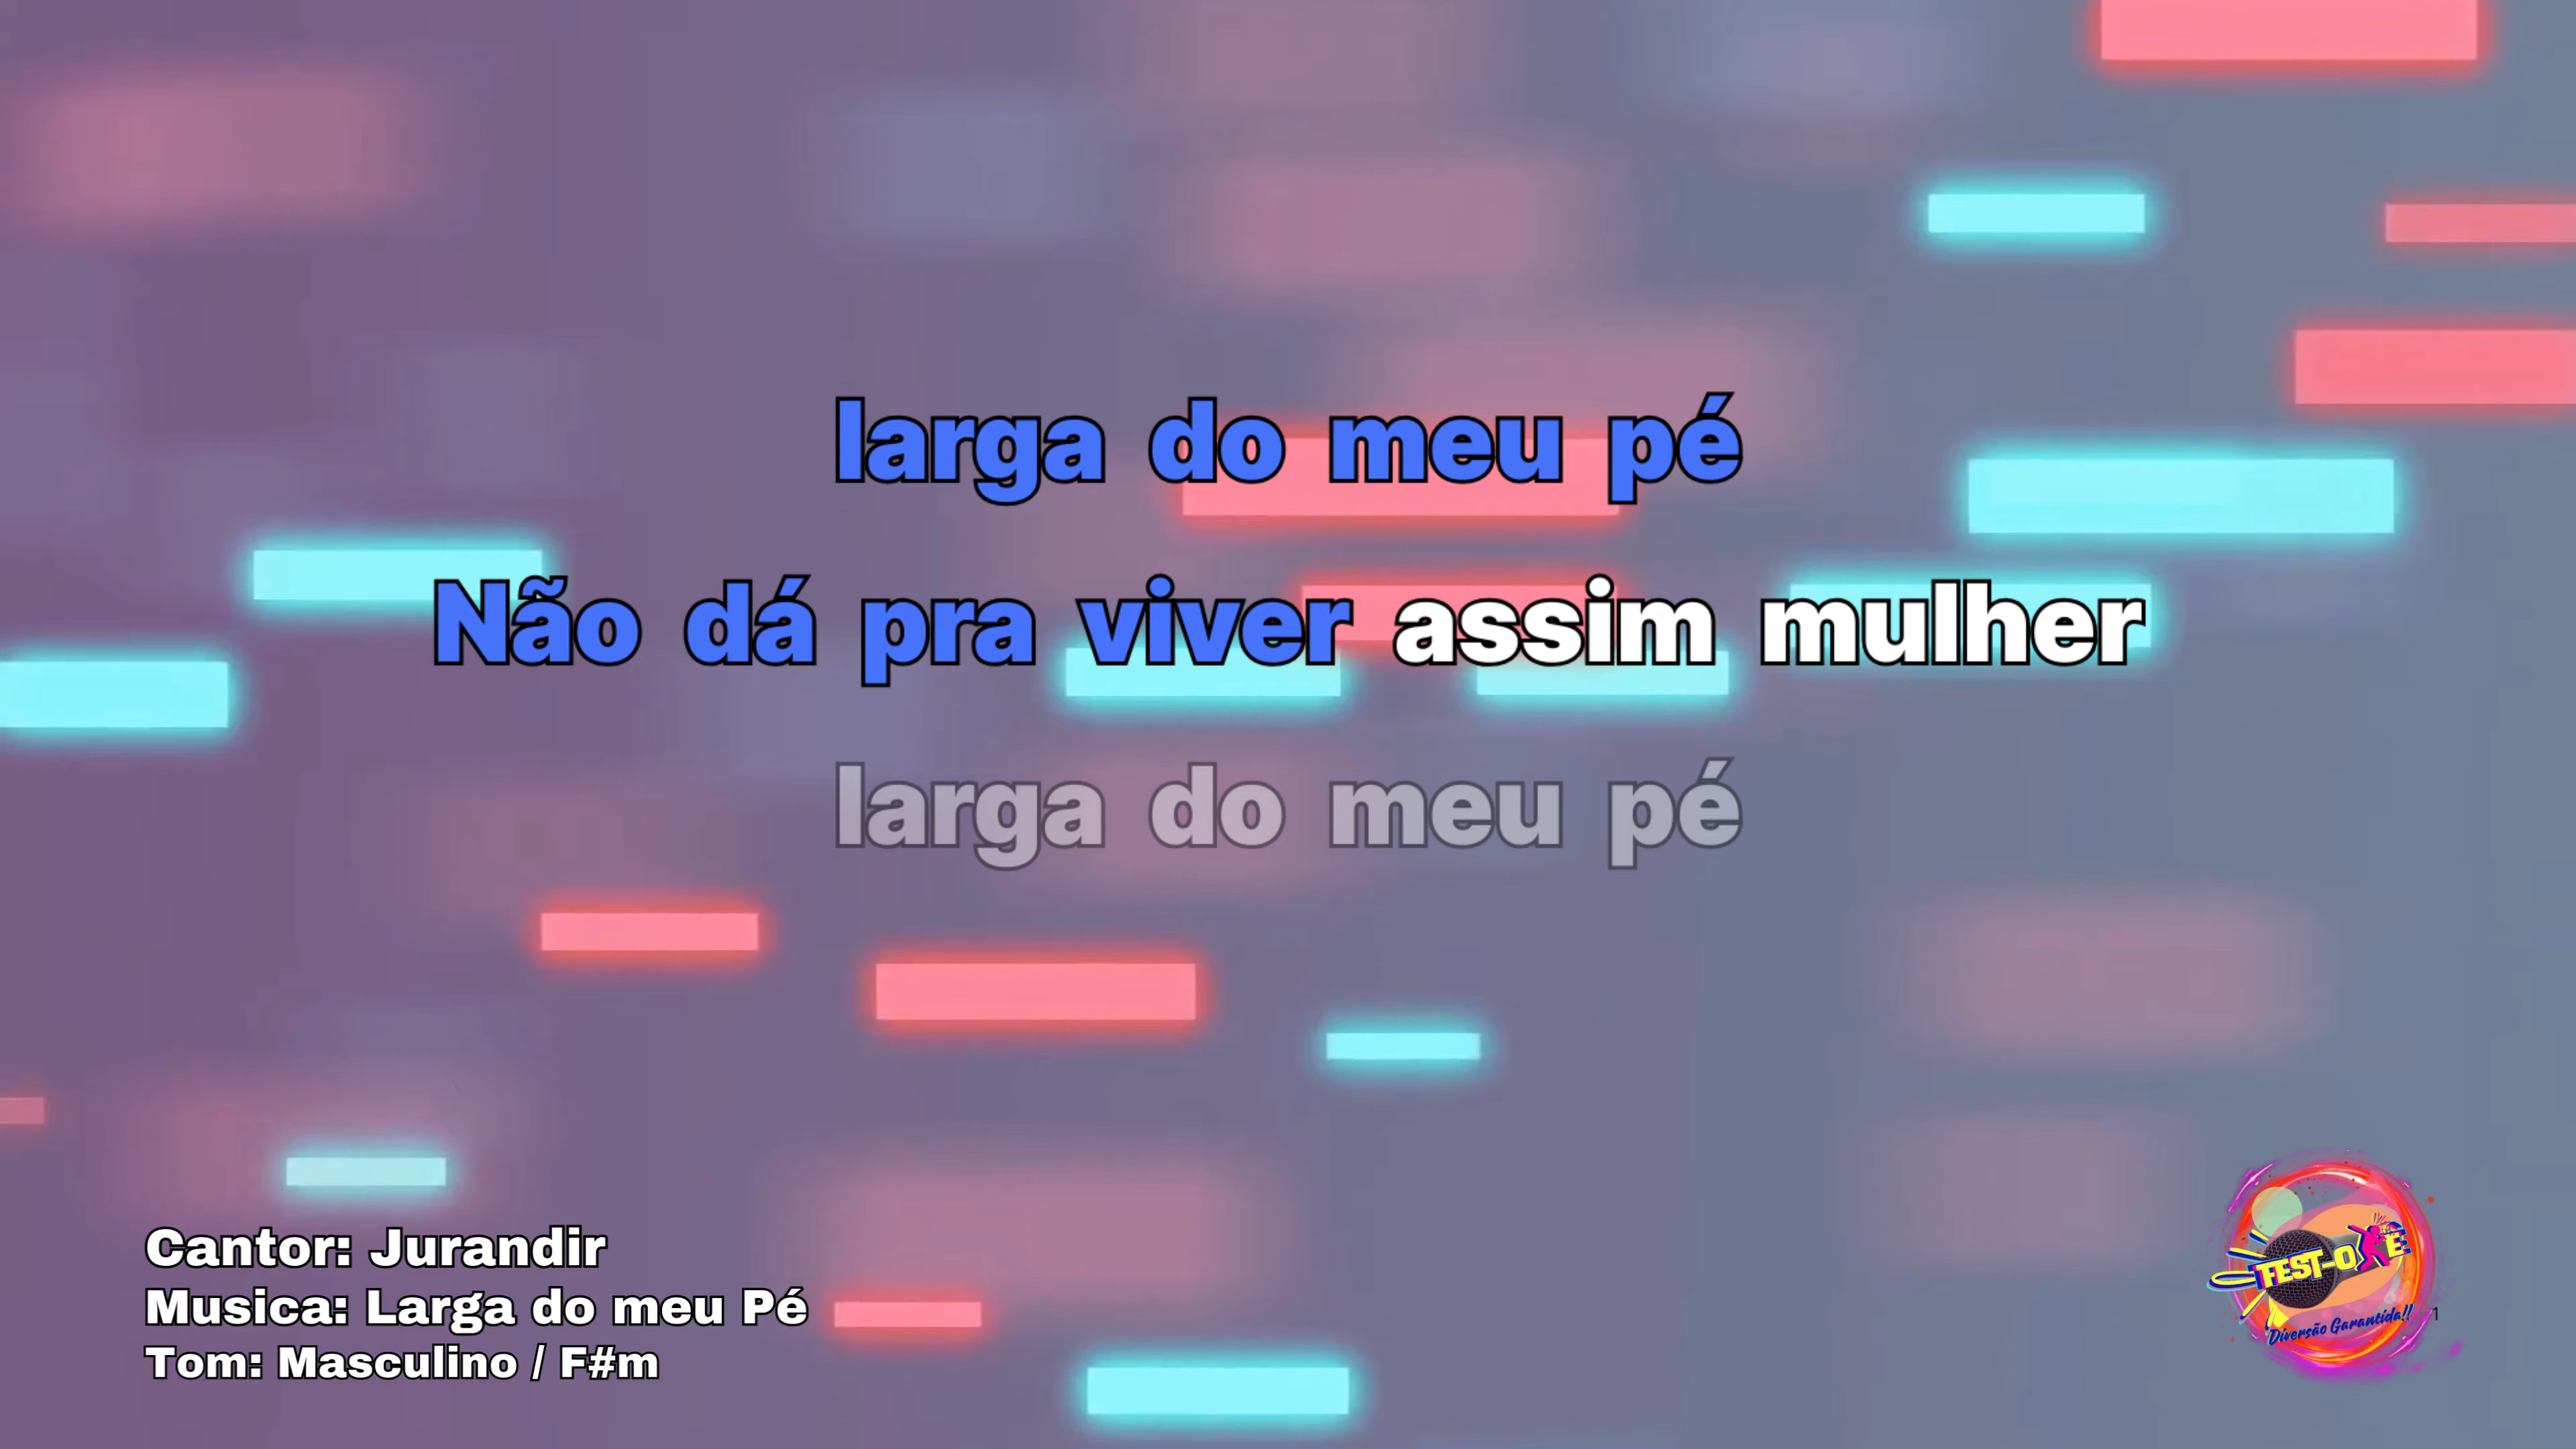 larga do meu pé
Não dá pra viver assim mulher
larga do meu pé
Cantor: Jurandir
Musica: Larga do meu Pé
Tom: Masculino / F#m
FEST-OKÊ
Diversão Garantida!!
1